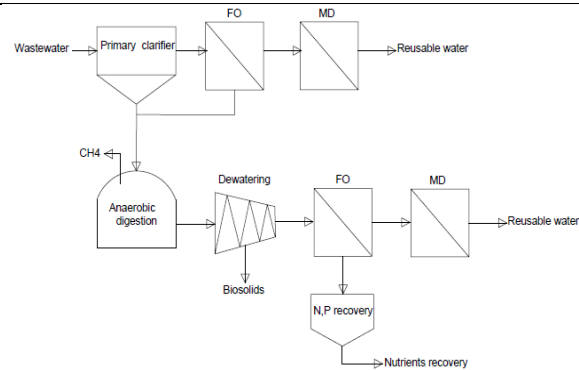 FO
MD
Wastewater
Primary clarifier
Reusable water
CH4
Anaerobic
digestion
Dewatering
FO
MD
Reusable water
Biosolids
N,P recovery
Nutrients recovery